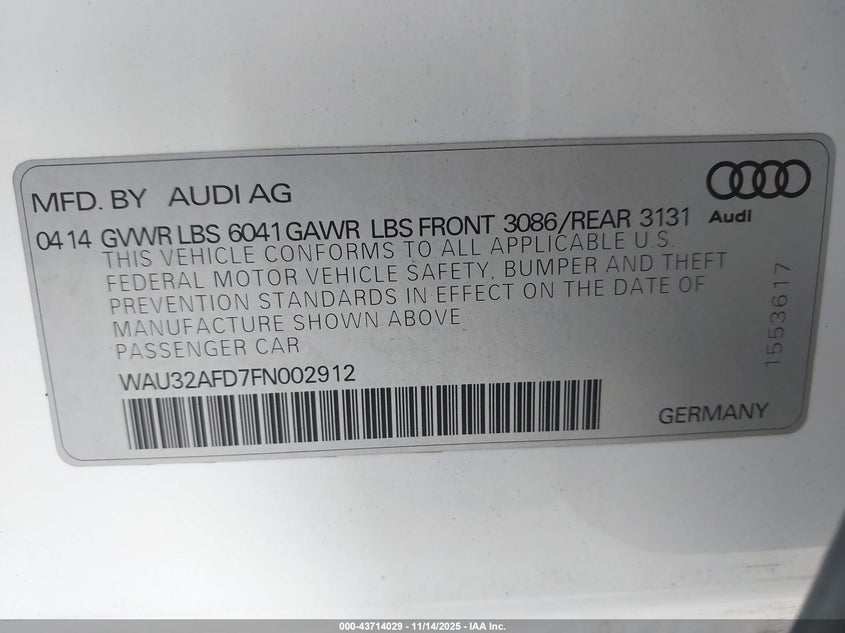 MFD. BY AUDI AG
Audi
0414 GVWR LBS 6041 GAWR LBS FRONT 3086/REAR 3131
THIS VEHICLE CONFORMS TO ALL APPLICABLE U.S.
FEDERAL MOTOR VEHICLE SAFETY, BUMPER AND THEFT
PREVENTION STANDARDS IN EFFECT ON THE DATE OF
MANUFACTURE SHOWN ABOVE
PASSENGER CAR
1553617
WAU32AFD7FN002912
GERMANY
000-43714029 - 11/14/2025 - IAA Inc.